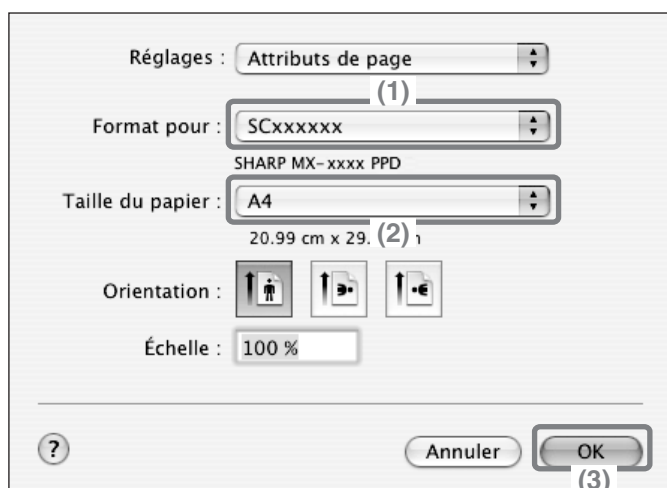 Réglages : Attributs de page
(1)
Format pour : SCxxxxxx
SHARP MX-xxxx PPD
Taille du papier : A4
20.99 cm x 29.
(2)
Orientation :
Échelle : 100 %
? Annuler OK
(3)